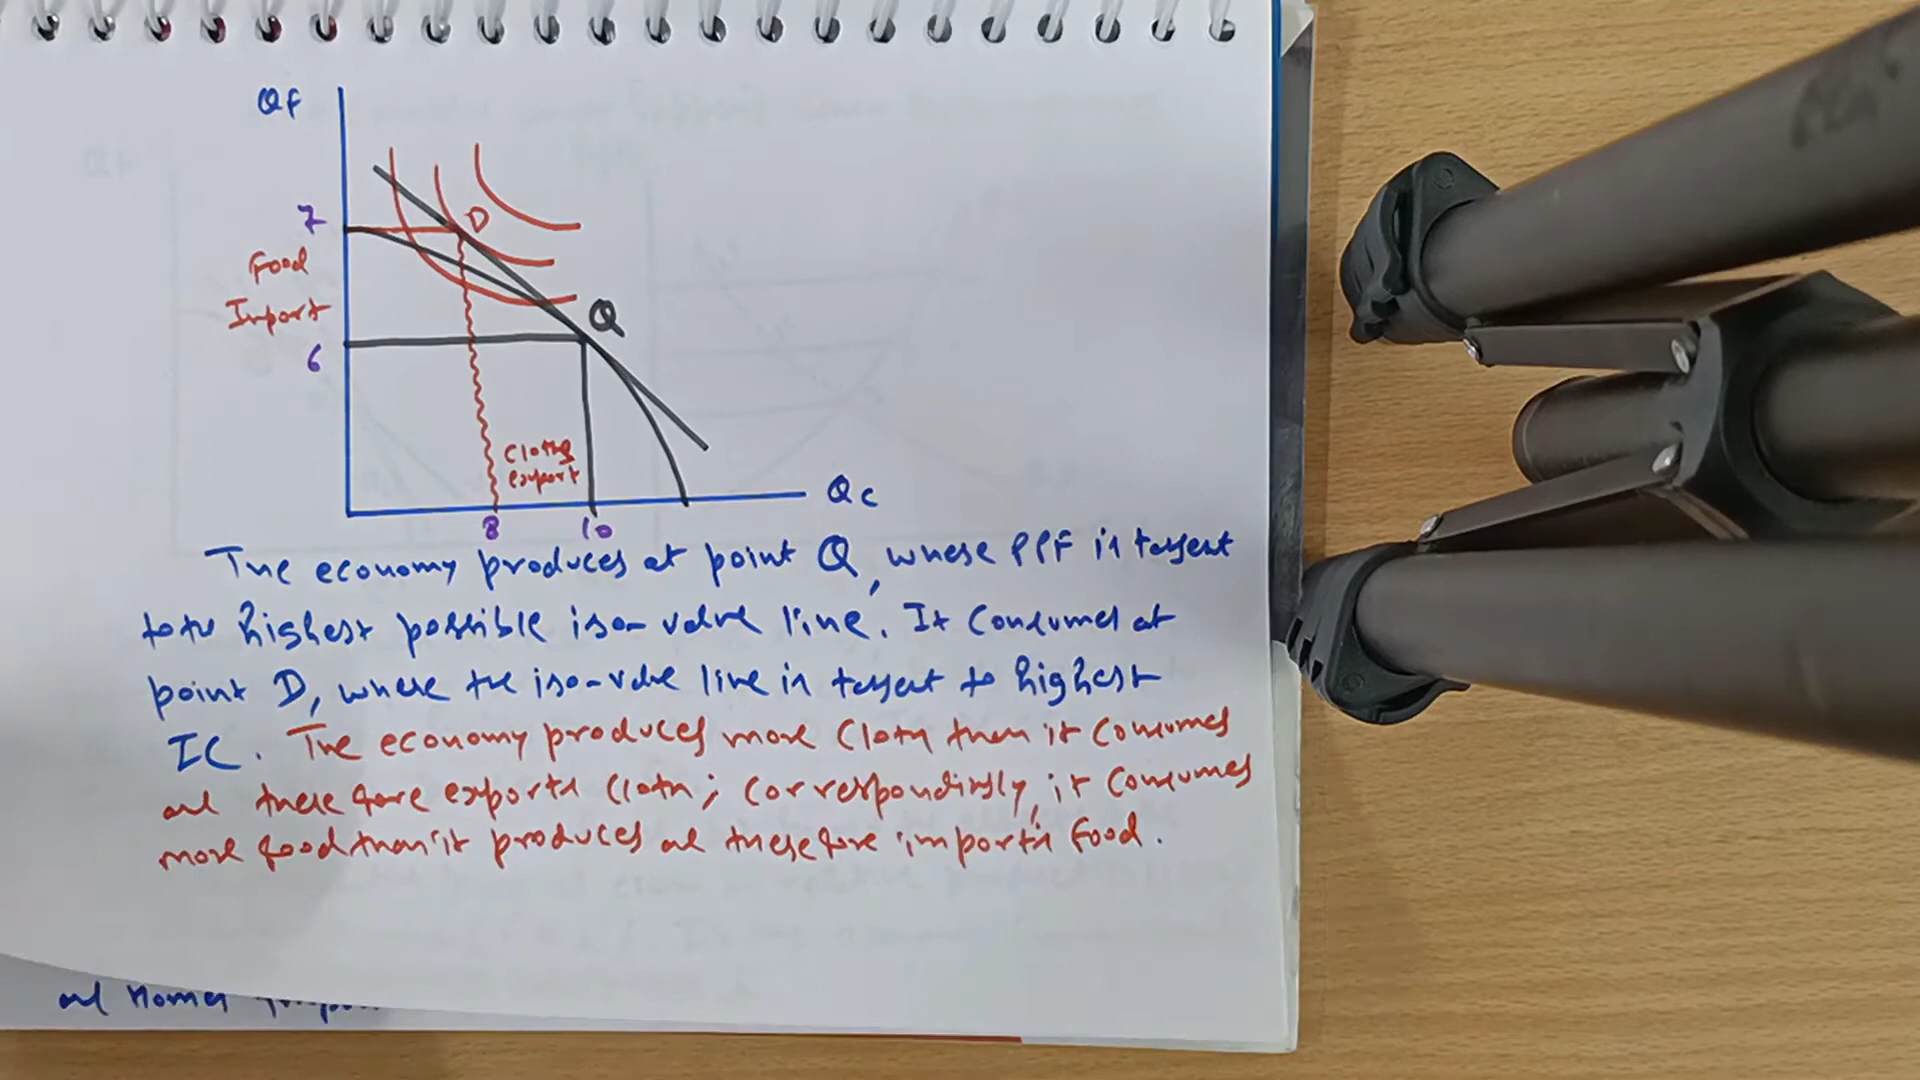 QF
7
D
Food
Import
Q
6
Cloths
export
Qc
8
10
The economy produces at point Q, where PPF is tangent
to the highest possible iso-value line. It consumes at
point D, where the iso-value line is tangent to highest
IC. The economy produces more cloth than it consumes
and therefore exports cloth; correspondingly, it consumes
more food than it produces and therefore imports food.
and Home